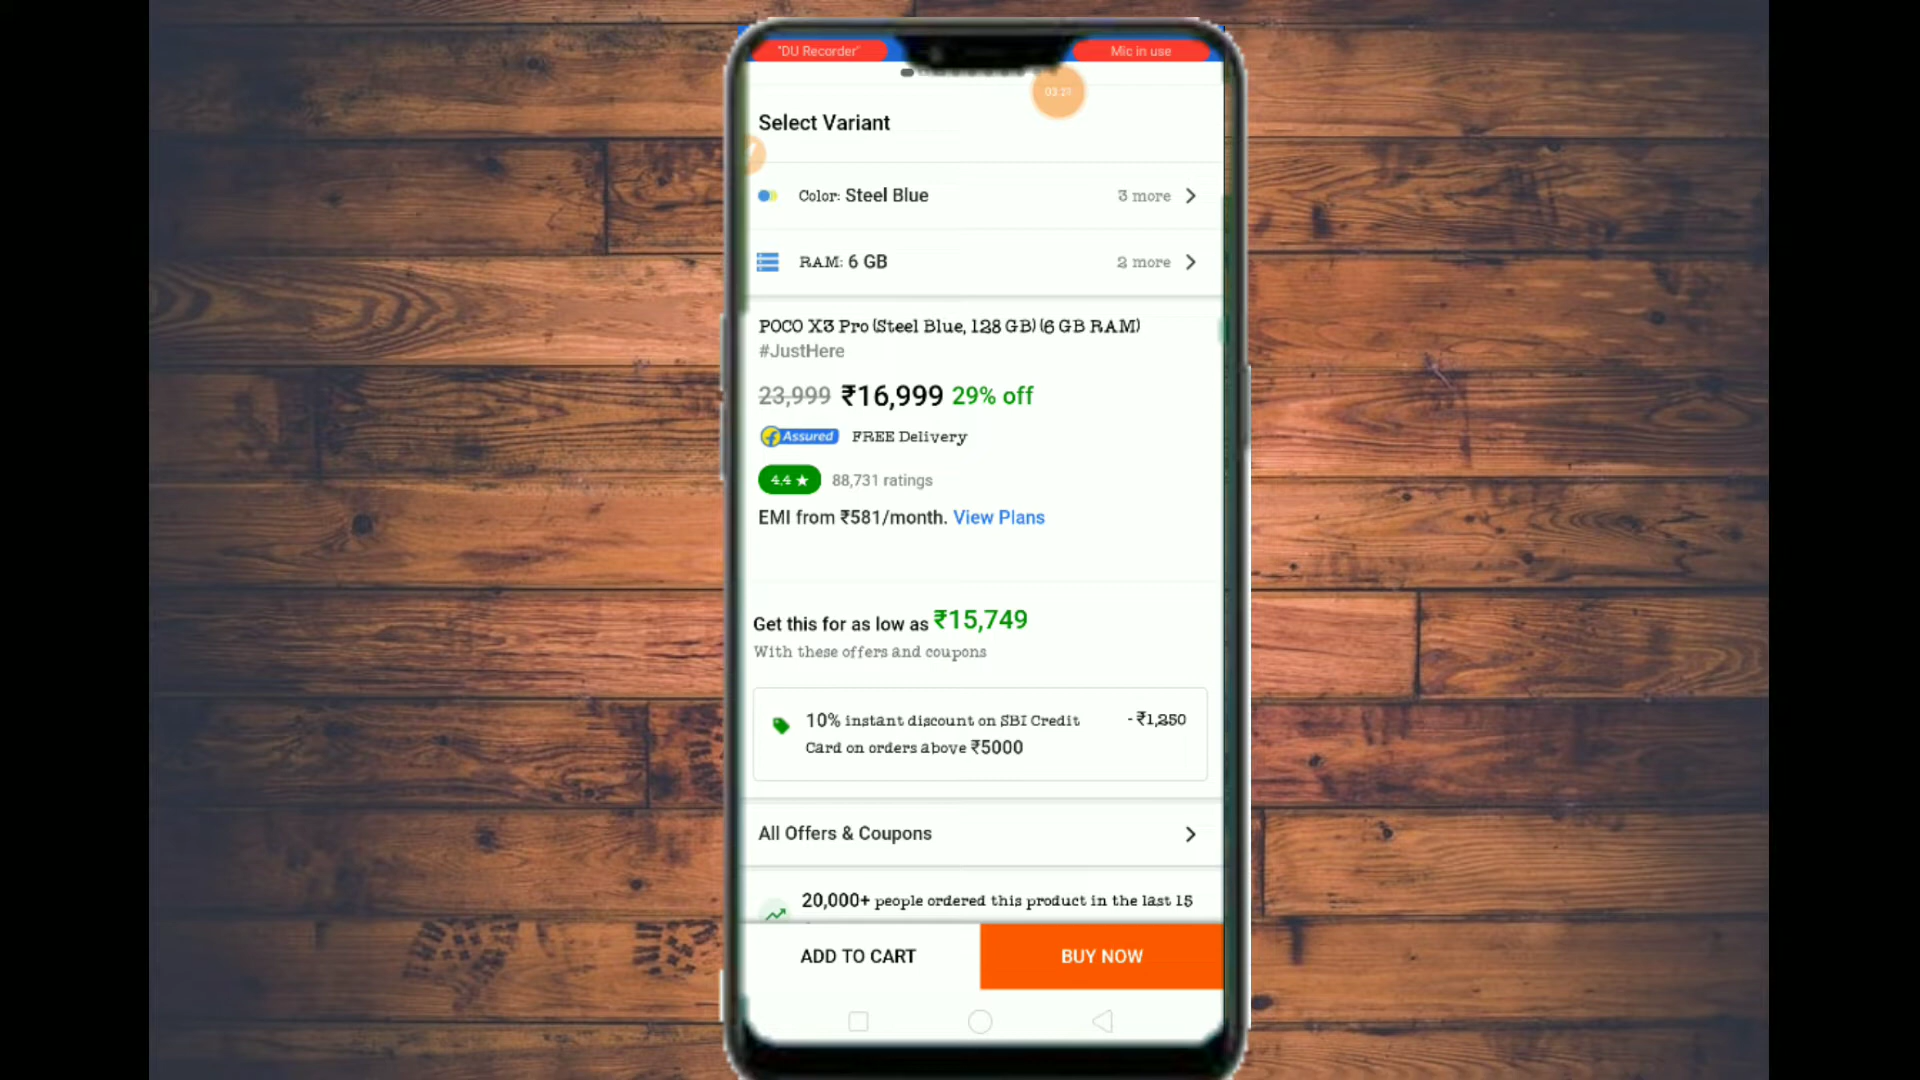 "DU Recorder"
Mic in use
Select Variant
Color: Steel Blue
3 more
RAM: 6 GB
2 more
POCO X3 Pro (Steel Blue, 128 GB) (6 GB RAM)
#JustHere
23,999 ₹16,999 29% off
Assured FREE Delivery
4.4 ★ 88,731 ratings
EMI from ₹581/month. View Plans
Get this for as low as ₹15,749
With these offers and coupons
10% instant discount on SBI Credit
- ₹1,250
Card on orders above ₹5000
All Offers & Coupons
20,000+ people ordered this product in the last 15
ADD TO CART
BUY NOW